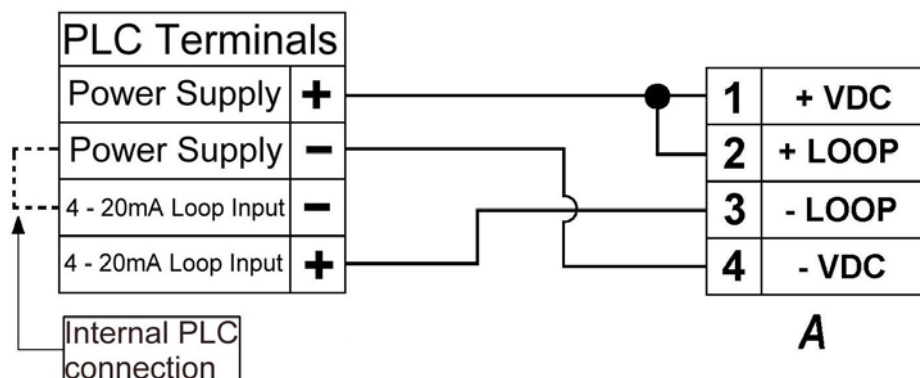 PLC Terminals
Power Supply +
Power Supply -
4 - 20mA Loop Input -
4 - 20mA Loop Input +
Internal PLC
connection
1 + VDC
2 + LOOP
3 - LOOP
4 - VDC
A